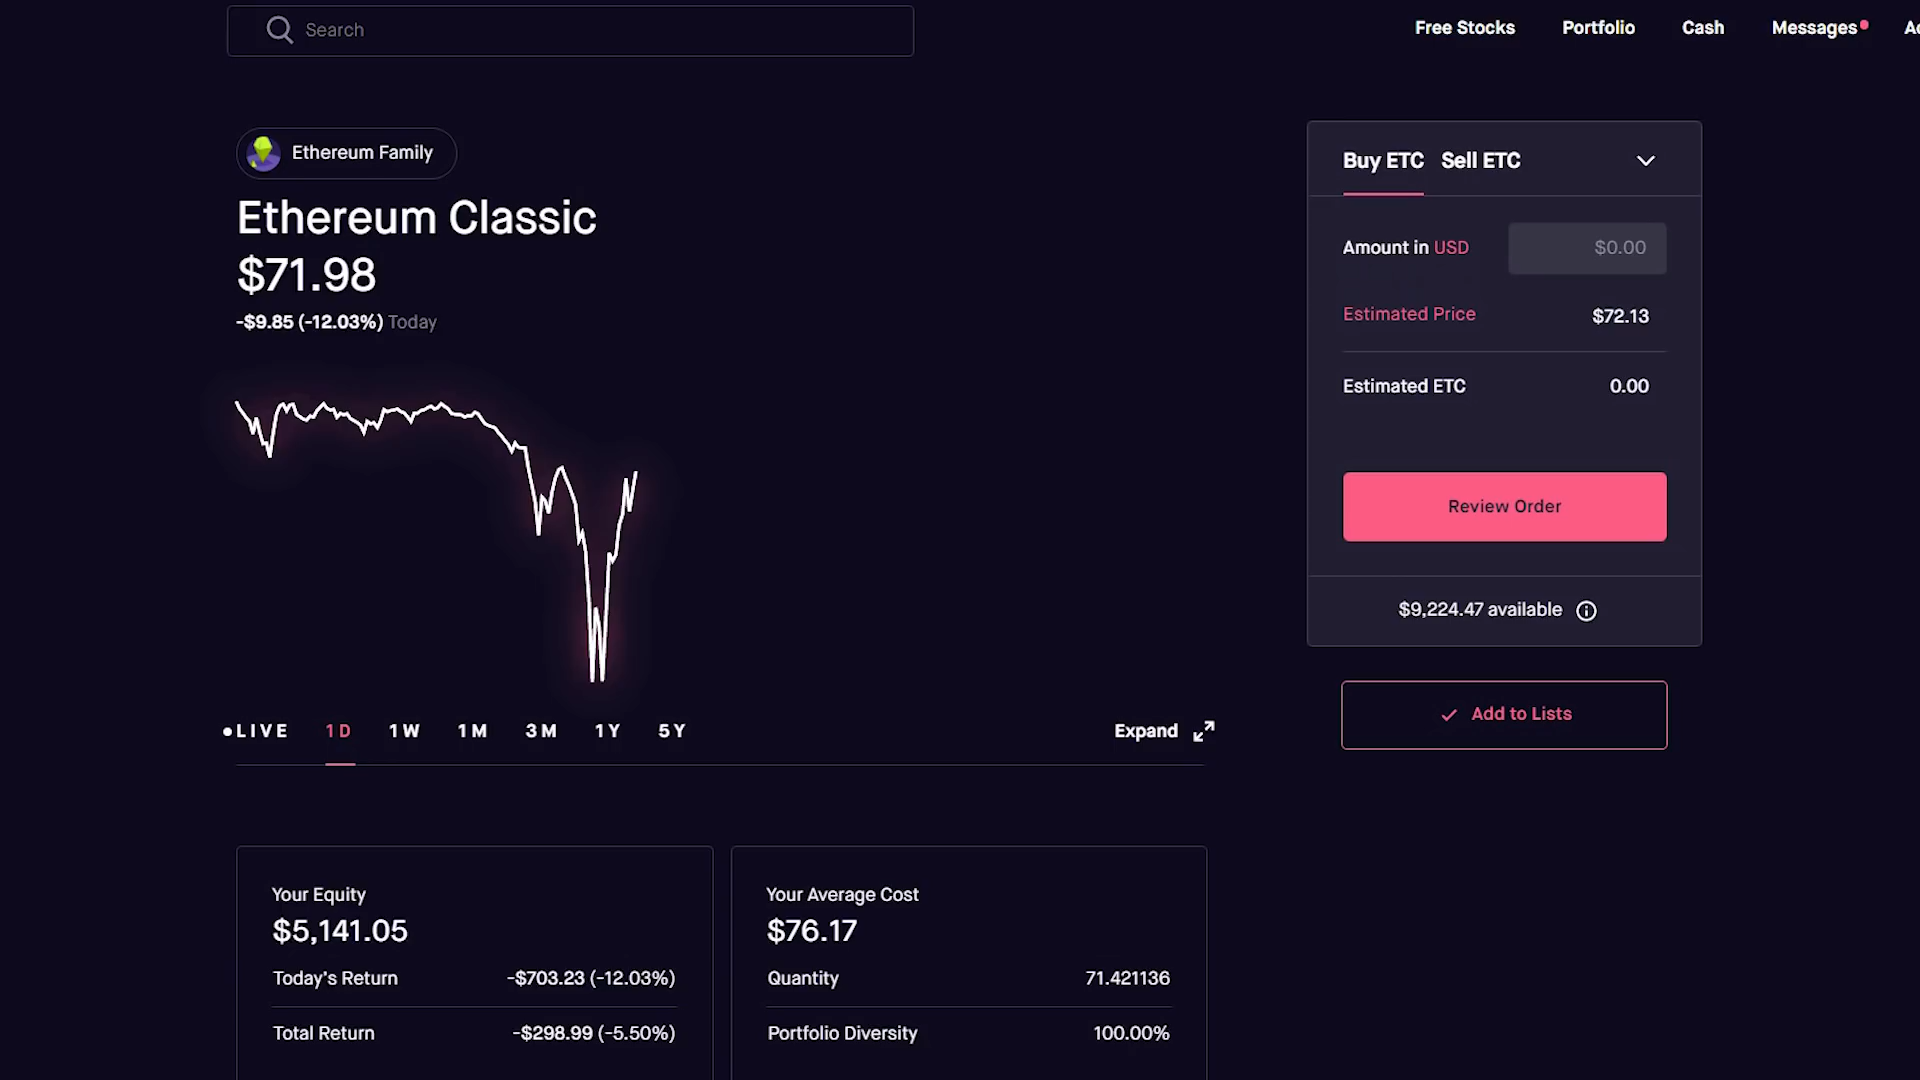 Search
Free Stocks
Portfolio
Cash
Messages
Ethereum Family
Ethereum Classic
$71.98
-$9.85 (-12.03%) Today
Buy ETC
Sell ETC
Amount in USD
$0.00
Estimated Price
$72.13
Estimated ETC
0.00
Review Order
$9,224.47 available
Add to Lists
LIVE
1D
1W
1M
3M
1Y
5Y
Expand
Your Equity
$5,141.05
Today's Return
-$703.23 (-12.03%)
Total Return
-$298.99 (-5.50%)
Your Average Cost
$76.17
Quantity
71.421136
Portfolio Diversity
100.00%